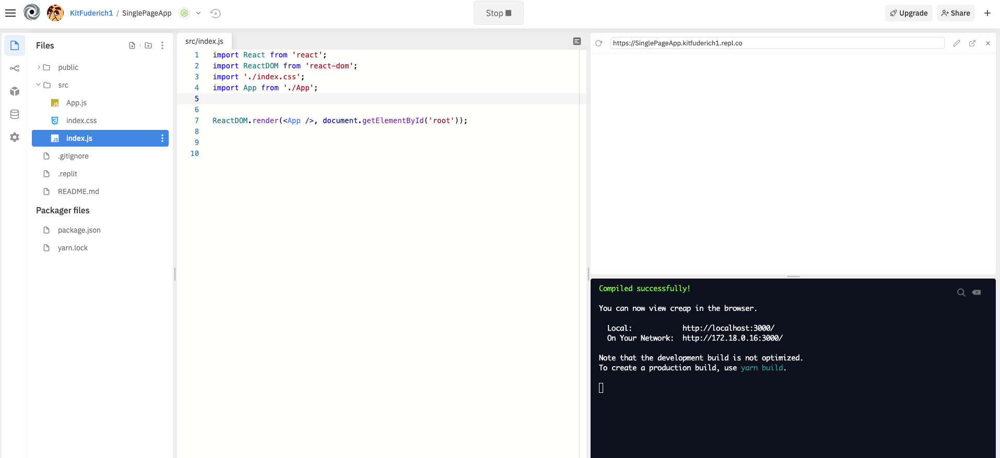 KitFuderich1 / SinglePageApp
Stop
Upgrade
Share
Files
public
src
App.js
index.css
index.js
.gitignore
.replit
README.md
Packager files
package.json
yarn.lock
src/index.js
1 import React from 'react';
2 import ReactDOM from 'react-dom';
3 import './index.css';
4 import App from './App';
5
6
7 ReactDOM.render(<App />, document.getElementById('root'));
8
9
10
https://SinglePageApp.kitfuderich1.repl.co
Compiled successfully!
You can now view creap in the browser.
Local: http://localhost:3000/
On Your Network: http://172.18.0.16:3000/
Note that the development build is not optimized.
To create a production build, use yarn build.